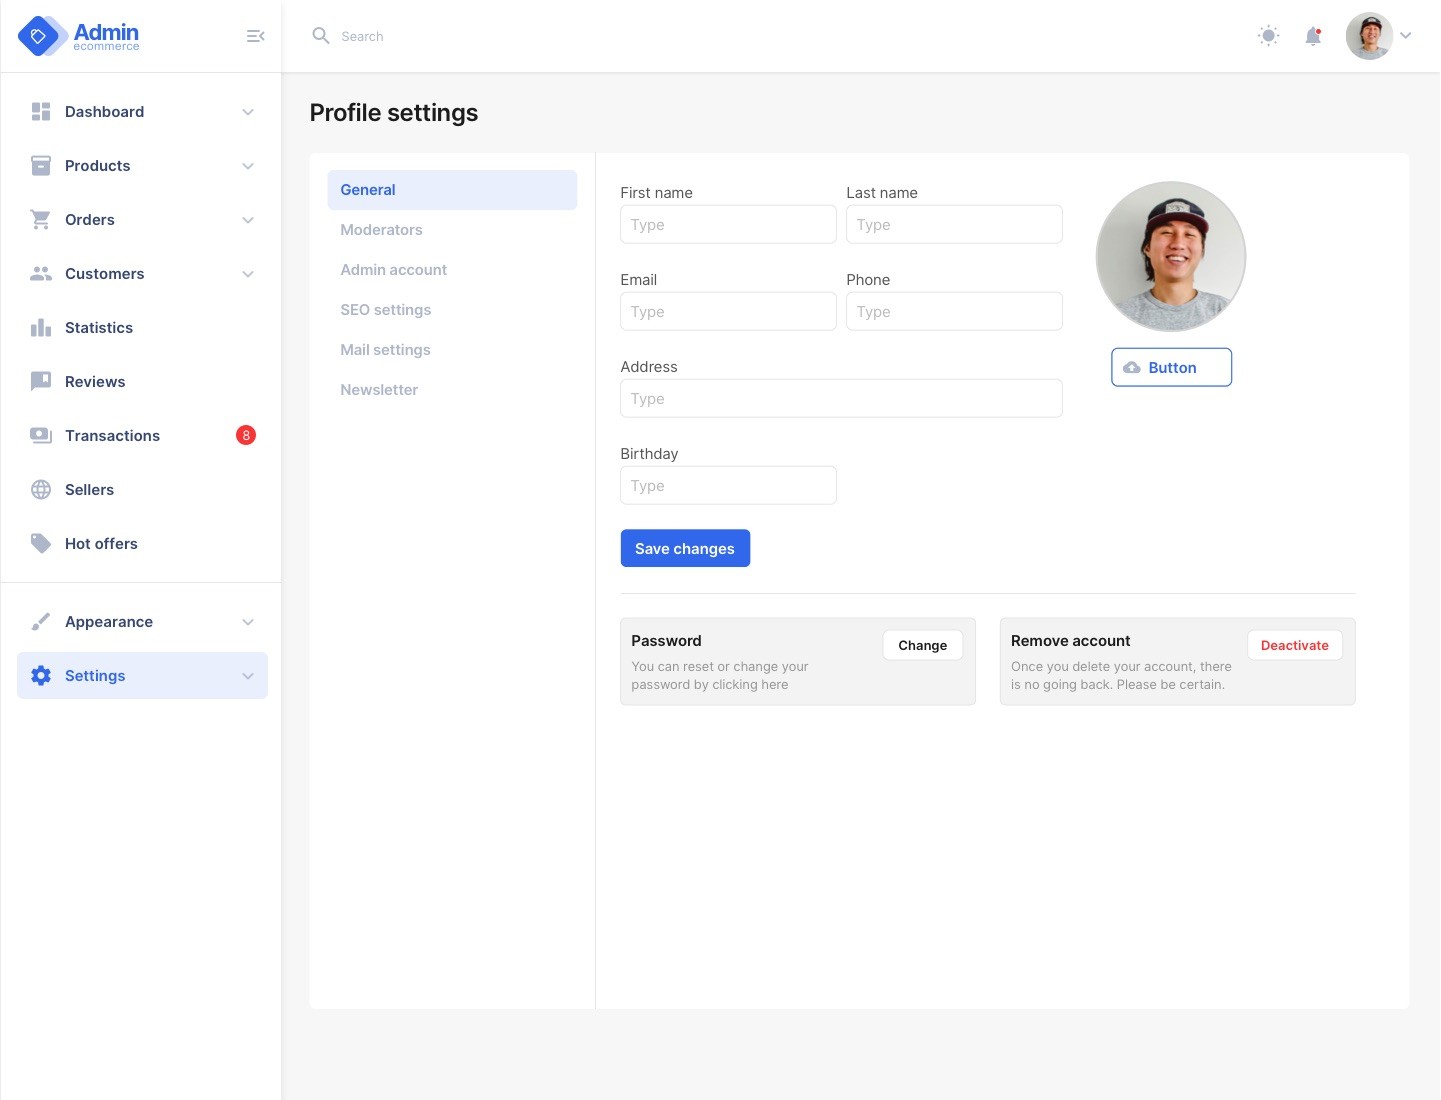 Admin
ecommerce
Search
Dashboard
Products
Orders
Customers
Statistics
Reviews
Transactions 8
Sellers
Hot offers
Appearance
Settings
Profile settings
General
Moderators
Admin account
SEO settings
Mail settings
Newsletter
First name Last name
Type Type
Email Phone
Type Type
Address
Type
Birthday
Type
Save changes
Button
Password
You can reset or change your
password by clicking here
Change
Remove account
Once you delete your account, there
is no going back. Please be certain.
Deactivate